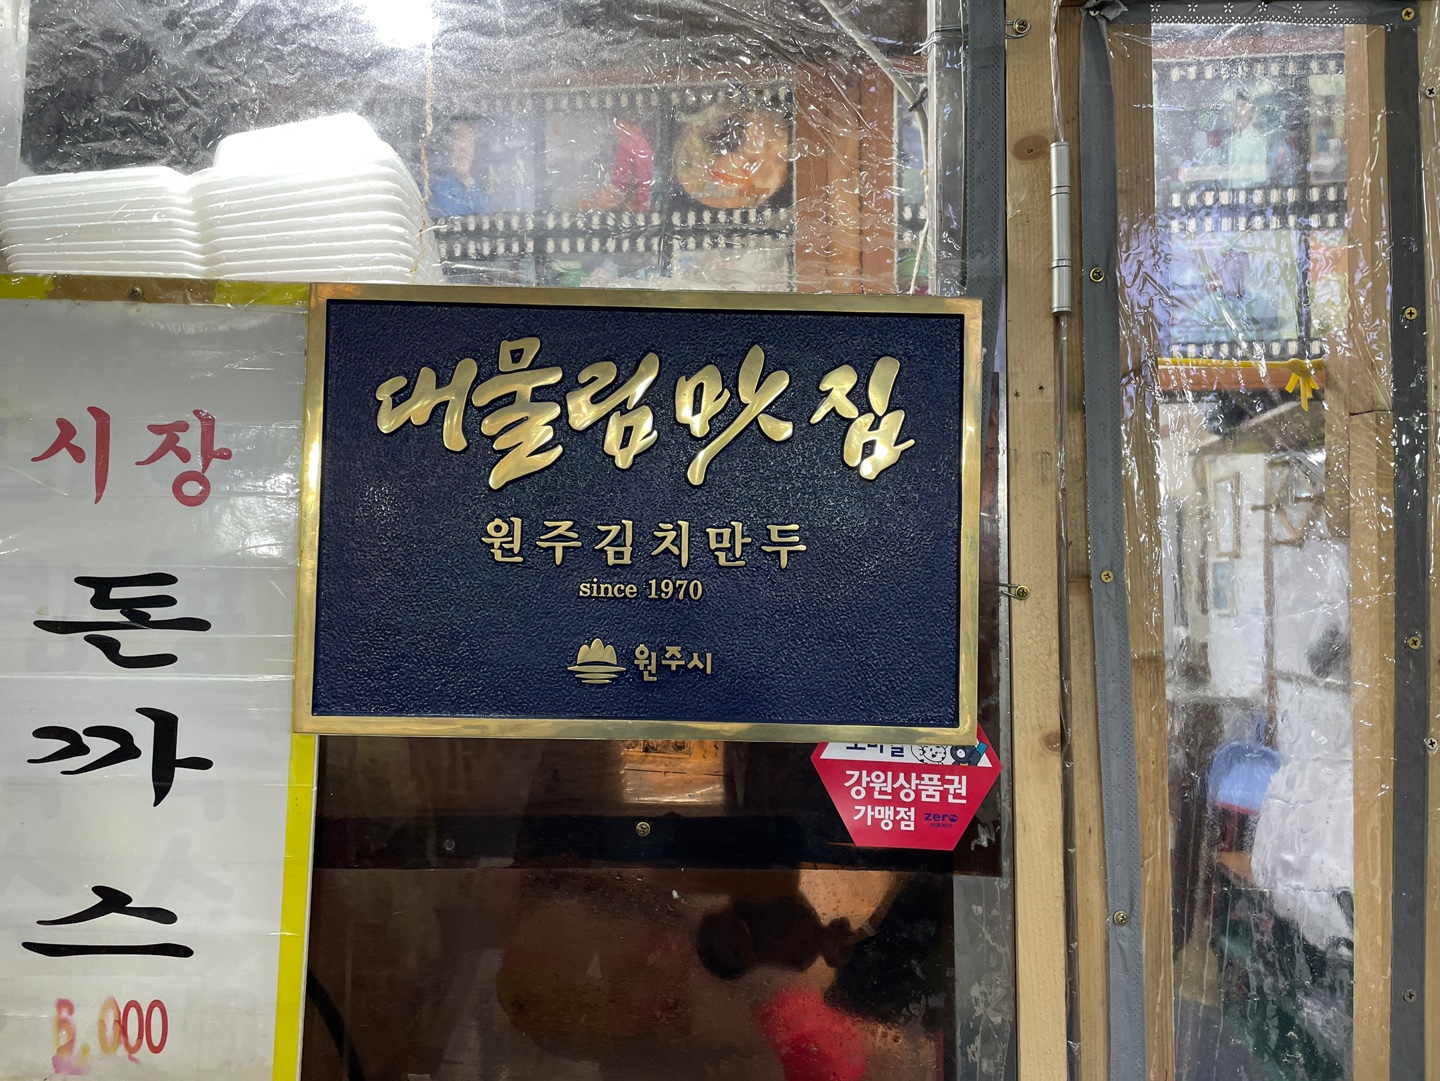 시장
돈
까
스
6,000
대물림 맛집
원주김치만두
since 1970
원주시
강원상품권
가맹점 zero